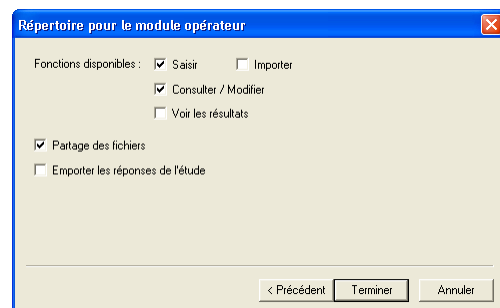 Répertoire pour le module opérateur
Fonctions disponibles : Saisir Importer
Consulter / Modifier
Voir les résultats
Partage des fichiers
Emporter les réponses de l'étude
< Précédent Terminer Annuler